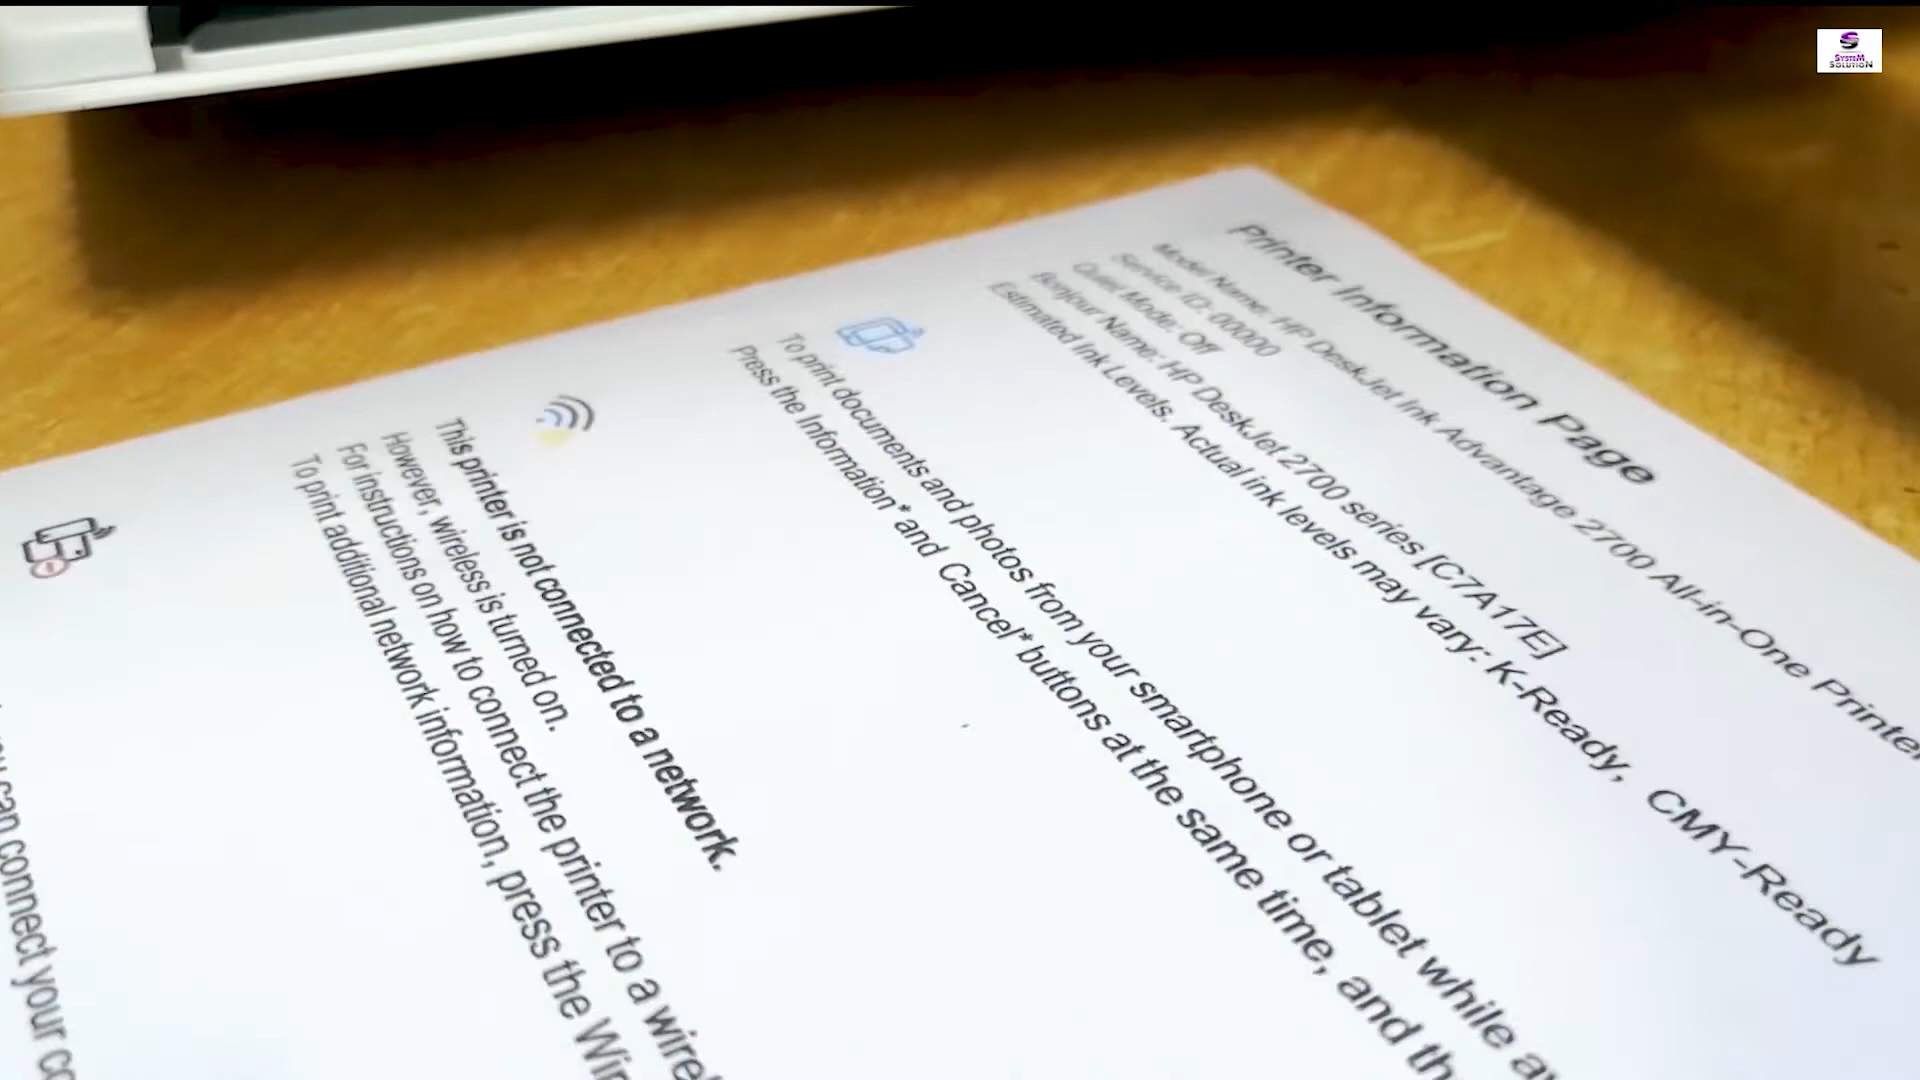 SYSTEM
SOLUTION
Printer Information Page
Model Name: HP DeskJet Ink Advantage 2700 All-in-One Printer
Service ID: 00000
Quiet Mode: Off
Bonjour Name: HP DeskJet 2700 series [C7A17E]
Estimated Ink Levels. Actual ink levels may vary: K-Ready, CMY-Ready
To print documents and photos from your smartphone or tablet while
Press the Information* and Cancel* buttons at the same time, and
This printer is not connected to a network.
However, wireless is turned on.
For instructions on how to connect the printer to a
To print additional network information, press the
can connect your